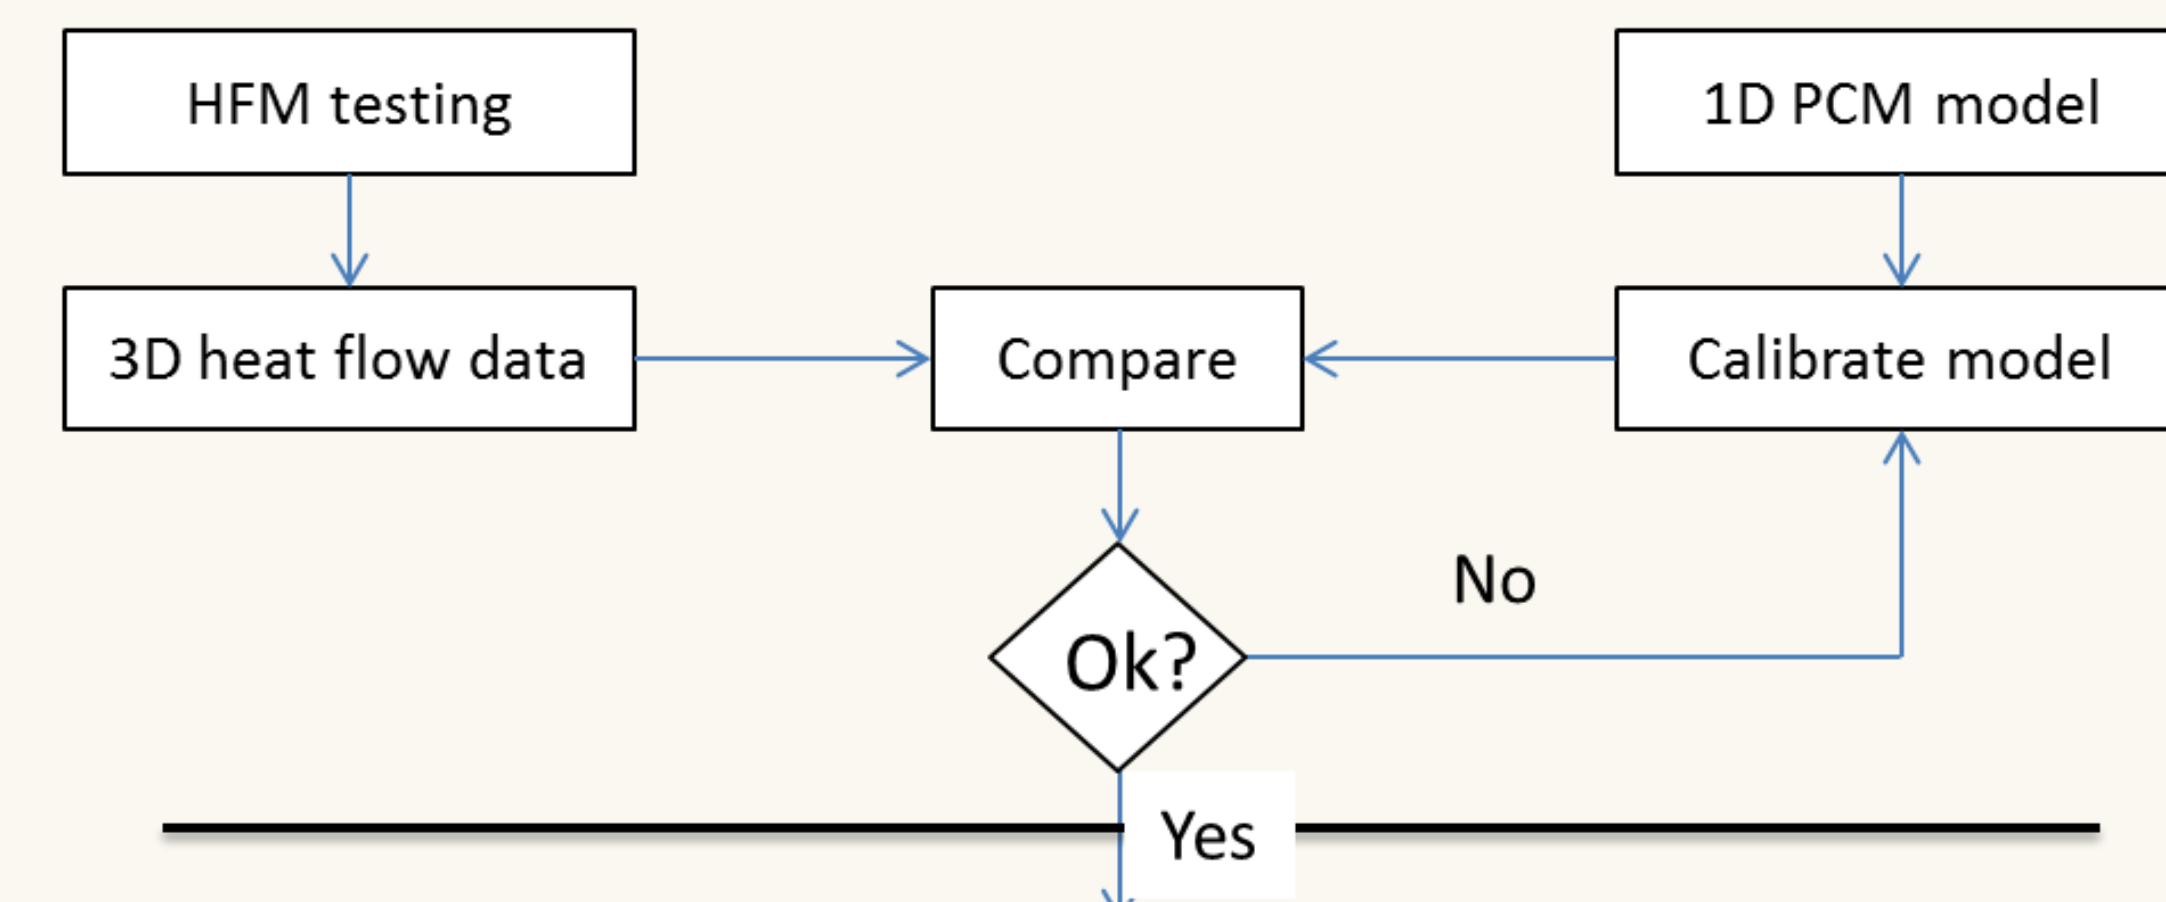 HFM testing
1D PCM model
3D heat flow data
Compare
Calibrate model
No
Ok?
Yes